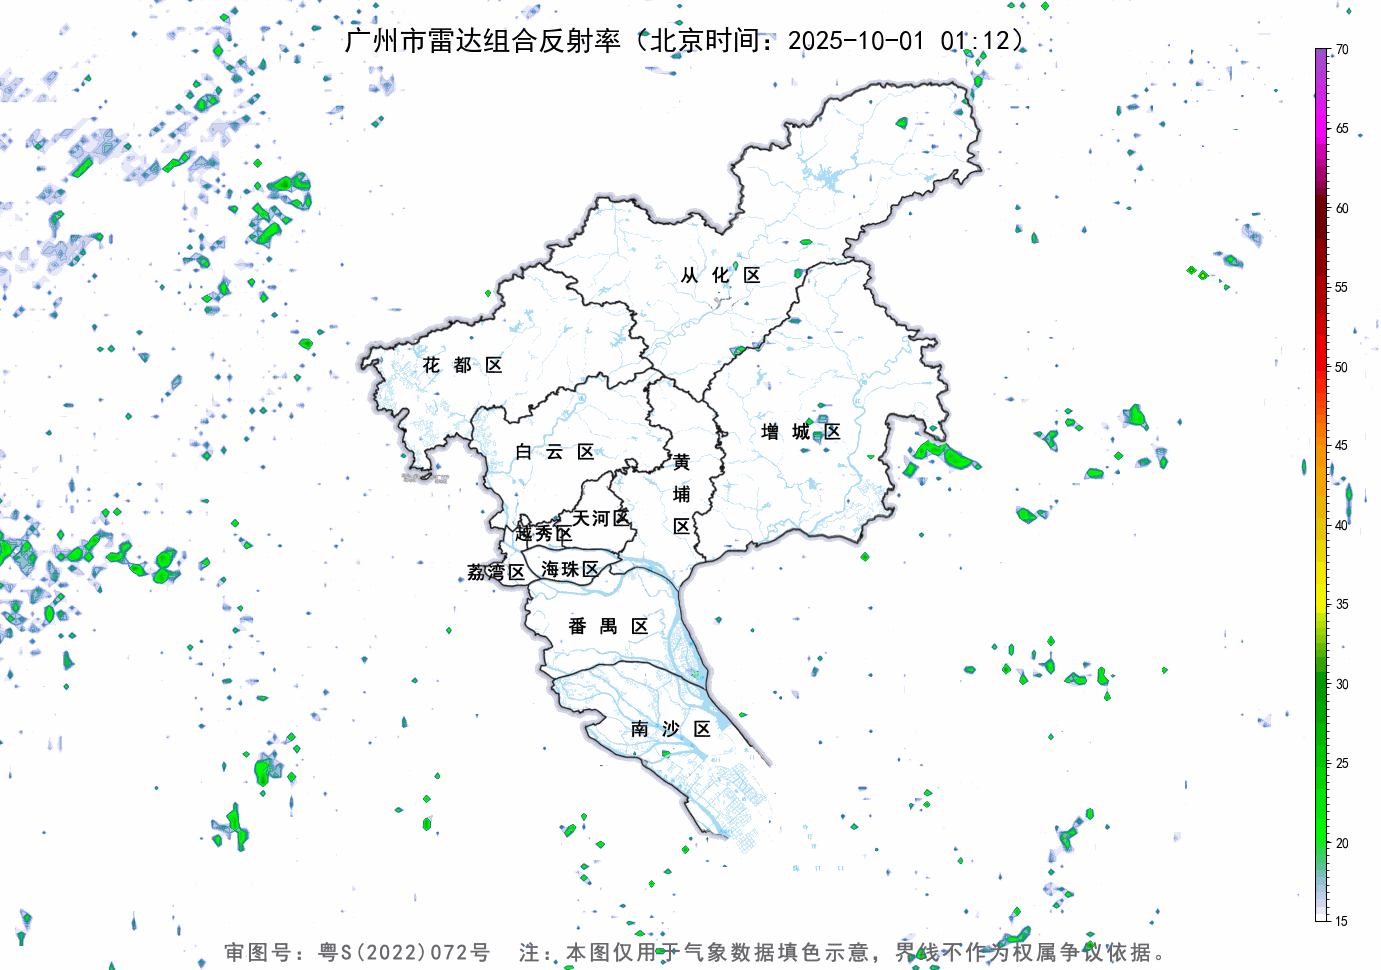 广州市雷达组合反射率（北京时间：2025-10-01 01:12）
70
65
60
55
50
45
40
35
30
25
20
15
从化区
花都区
增城区
白云区
黄埔区
天河区
越秀区
海珠区
荔湾区
番禺区
南沙区
审图号：粤S(2022)072号 注：本图仅用于气象数据填色示意，界线不作为权属争议依据。